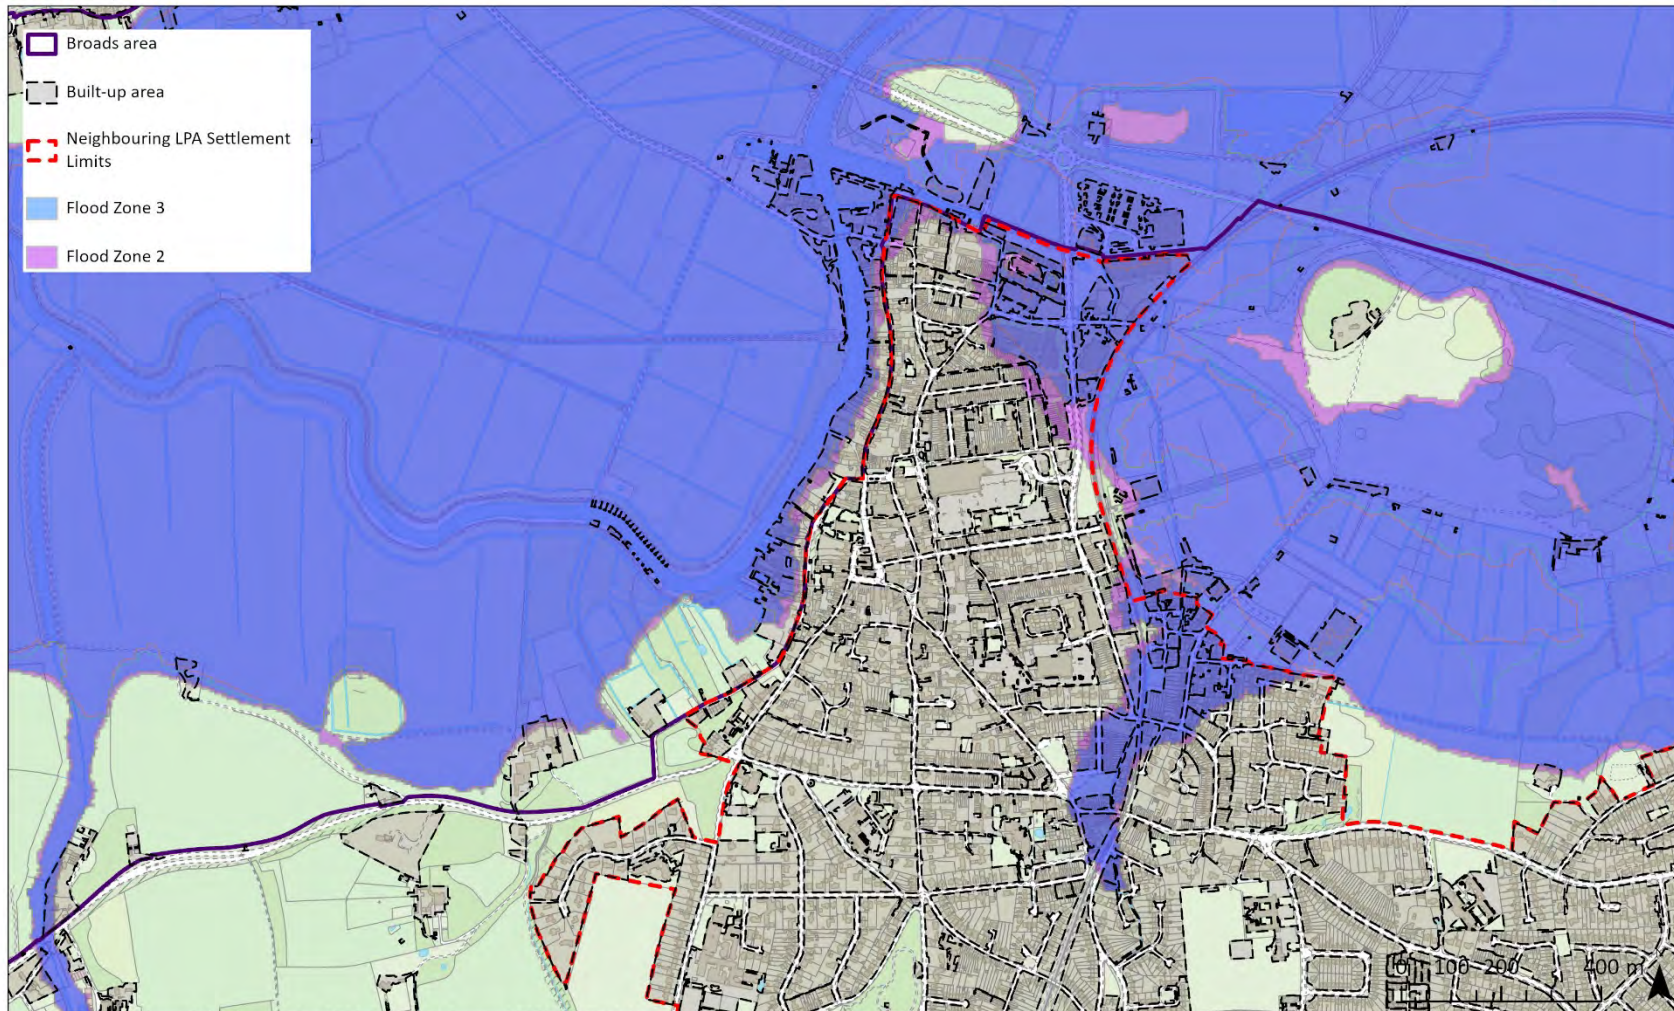 Broads area
Built-up area
Neighbouring LPA Settlement
Limits
Flood Zone 3
Flood Zone 2
0 100 200 400 m